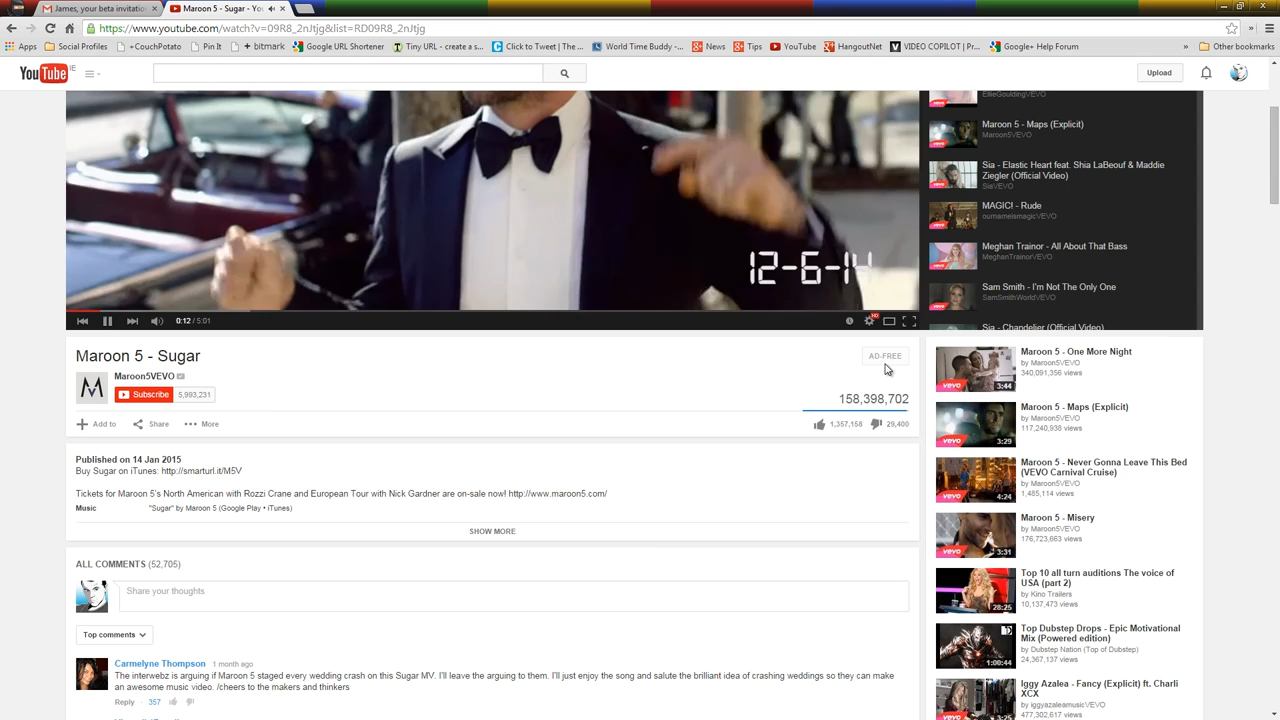 James, your beta invitatio
Maroon 5 - Sugar - Yo
https://www.youtube.com/watch?v=09R8_2nJtjg&list=RD09R8_2nJtjg
Apps
Social Profiles
+CouchPotato
Pin It
+ bitmark
Google URL Shortener
Tiny URL - create a s...
Click to Tweet | The ...
World Time Buddy -...
News
Tips
YouTube
HangoutNet
VIDEO COPILOT | Pr...
Google+ Help Forum
»
Other bookmarks
YouTube IE
Upload
EllieGouldingVEVO
Maroon 5 - Maps (Explicit)
Maroon5VEVO
Sia - Elastic Heart feat. Shia LaBeouf & Maddie
Ziegler (Official Video)
SiaVEVO
MAGIC! - Rude
ournameismagicVEVO
Meghan Trainor - All About That Bass
MeghanTrainorVEVO
Sam Smith - I'm Not The Only One
SamSmithWorldVEVO
Sia - Chandelier (Official Video)
12-6-14
0:12 / 5:01
HD
Maroon 5 - Sugar
AD-FREE
Maroon5VEVO
Subscribe 5,993,231
158,398,702
Add to
Share
More
1,357,158
29,400
Published on 14 Jan 2015
Buy Sugar on iTunes: http://smarturl.it/M5V
Tickets for Maroon 5's North American with Rozzi Crane and European Tour with Nick Gardner are on-sale now! http://www.maroon5.com/
Music "Sugar" by Maroon 5 (Google Play • iTunes)
SHOW MORE
ALL COMMENTS (52,705)
Share your thoughts
Top comments
Carmelyne Thompson 1 month ago
The interwebz is arguing if Maroon 5 staged every wedding crash on this Sugar MV. I'll leave the arguing to them. I'll just enjoy the song and salute the brilliant idea of crashing weddings so they can make
an awesome music video. /cheers to the makers and thinkers
Reply 357
Maroon 5 - One More Night
by Maroon5VEVO
340,091,356 views
vevo
3:44
Maroon 5 - Maps (Explicit)
by Maroon5VEVO
117,240,938 views
vevo
3:29
Maroon 5 - Never Gonna Leave This Bed
(VEVO Carnival Cruise)
by Maroon5VEVO
1,485,114 views
vevo
4:24
Maroon 5 - Misery
by Maroon5VEVO
176,723,663 views
vevo
3:31
Top 10 all turn auditions The voice of
USA (part 2)
by Kino Trailers
10,137,473 views
28:25
Top Dubstep Drops - Epic Motivational
Mix (Powered edition)
by Dubstep Nation (Top of Dubstep)
24,367,137 views
1:00:44
Iggy Azalea - Fancy (Explicit) ft. Charli
XCX
by iggyazaleamusicVEVO
477,302,617 views
vevo
3:25